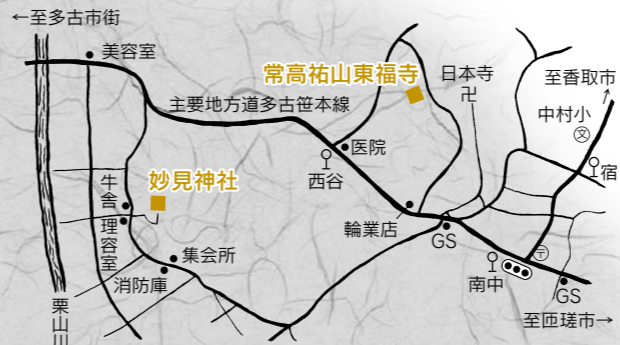 ←至多古市街
美容室
常高祐山東福寺
日本寺
卍
至香取市
主要地方道多古笹本線
中村小
文
医院
西谷
宿
妙見神社
牛舎
理容室
輪業店
GS
〒
集会所
消防庫
南中
GS
栗山川
至匝瑳市→